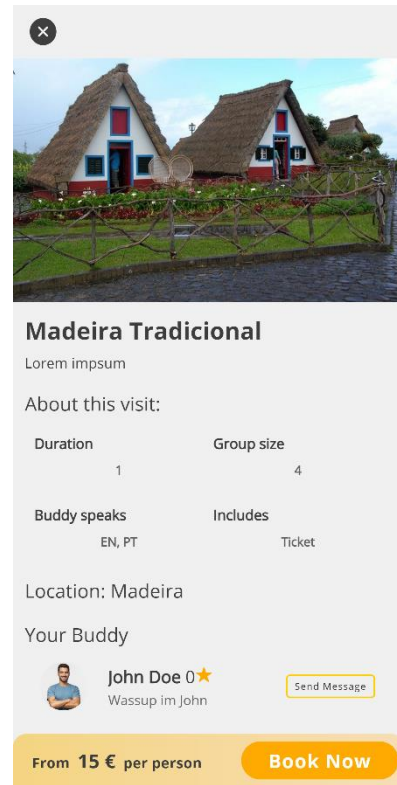 Madeira Tradicional
Lorem impsum
About this visit:
Duration Group size
1 4
Buddy speaks Includes
EN, PT Ticket
Location: Madeira
Your Buddy
John Doe 0★
Wassup im John
Send Message
From 15 € per person
Book Now